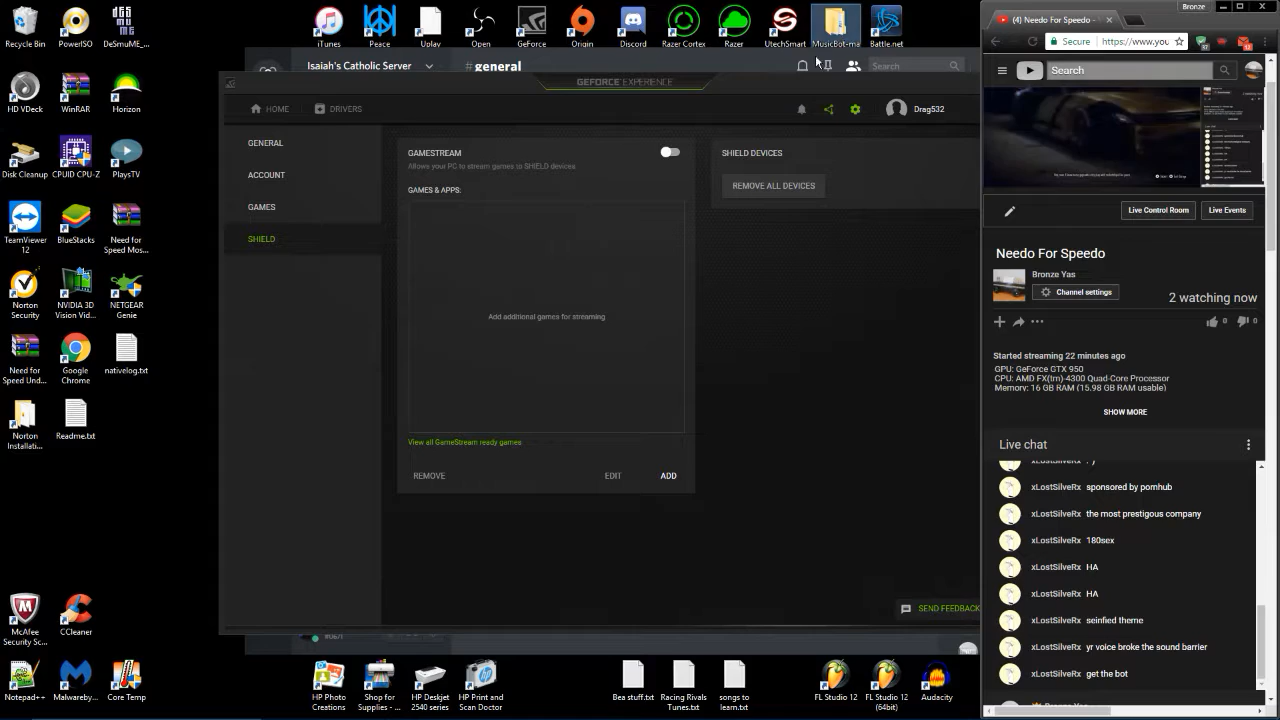 Recycle Bin
PowerISO
DeSmuME_...
iTunes
GeForce
Origin
Discord
Razer Cortex
Razer
Battle.net
HD Deck
WinRAR
Horizon
Disk Cleanup
CPUID CPU-Z
PlaysTV
TeamViewer 12
BlueStacks
Need for Speed Mos...
Norton Security
NVIDIA 3D Vision Vid...
NETGEAR Genie
Need for Speed Und...
Google Chrome
nativelog.txt
Norton Installati...
Readme.txt
McAfee Security Sc...
CCleaner
Notepad++
Malwareby...
Core Temp
HP Photo Creations
Shop for Supplies - ...
HP Deskjet 2540 series
HP Print and Scan Doctor
Bea stuff.txt
Racing Rivals Tunes.txt
songs to learn.txt
FL Studio 12
FL Studio 12 (64bit)
Audacity
Isaiah's Catholic Server
general
Search
GEFORCE EXPERIENCE
HOME
DRIVERS
Drag53
GENERAL
ACCOUNT
GAMES
SHIELD
GAMESTREAM
Allows your PC to stream games to SHIELD devices
GAMES & APPS:
Add additional games for streaming
View all GameStream ready games
REMOVE
EDIT
ADD
SHIELD DEVICES
REMOVE ALL DEVICES
SEND FEEDBACK
Bronze
(4) Needo For Speedo -
Secure
https://www.you
Search
Live Control Room
Live Events
Needo For Speedo
Bronze Yas
Channel settings
2 watching now
0
0
Started streaming 22 minutes ago
GPU: GeForce GTX 950
CPU: AMD FX(tm)-4300 Quad-Core Processor
Memory: 16 GB RAM (15.98 GB RAM usable)
SHOW MORE
Live chat
xLostSilveRx : )
xLostSilveRx sponsored by pornhub
xLostSilveRx the most prestigous company
xLostSilveRx 180sex
xLostSilveRx HA
xLostSilveRx HA
xLostSilveRx seinfied theme
xLostSilveRx yr voice broke the sound barrier
xLostSilveRx get the bot
Bronze Yas